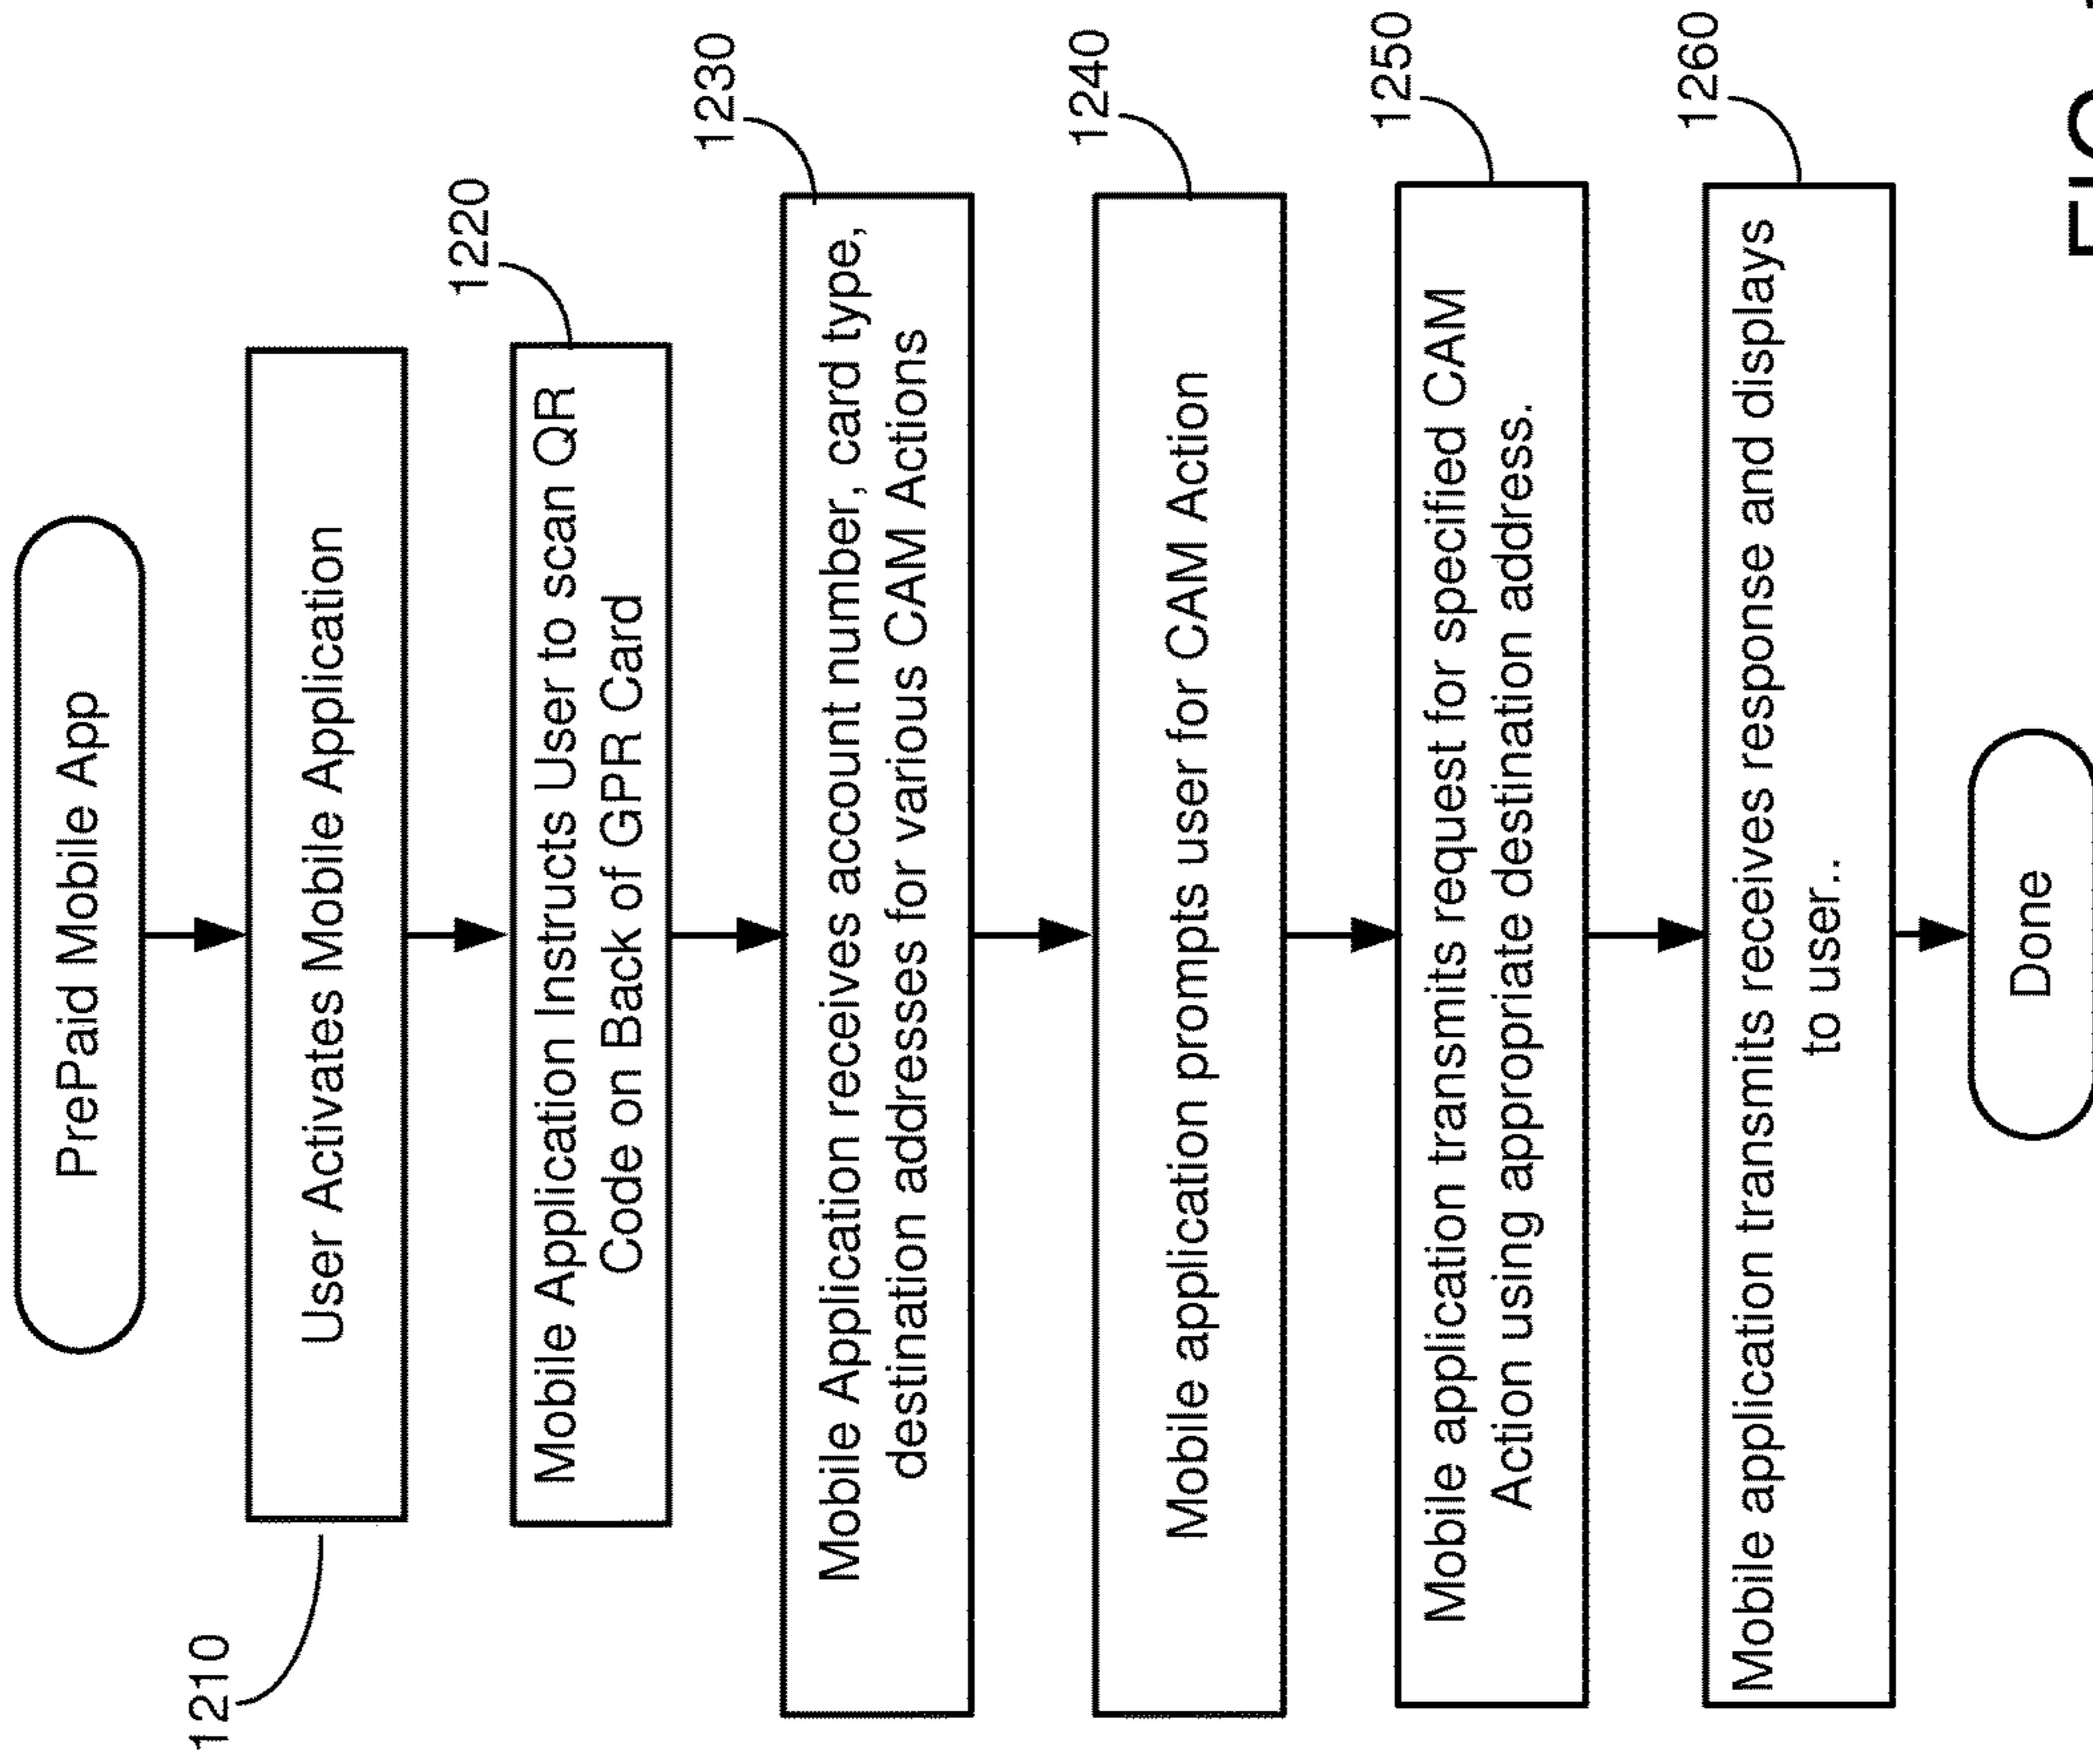 PrePaid Mobile App
1210
User Activates Mobile Application
1220
Mobile Application Instructs User to scan QR
Code on Back of GPR Card
1230
Mobile Application receives account number, card type,
destination addresses for various CAM Actions
1240
Mobile application prompts user for CAM Action
1250
Mobile application transmits request for specified CAM
Action using appropriate destination address.
1260
Mobile application transmits receives response and displays
to user..
Done